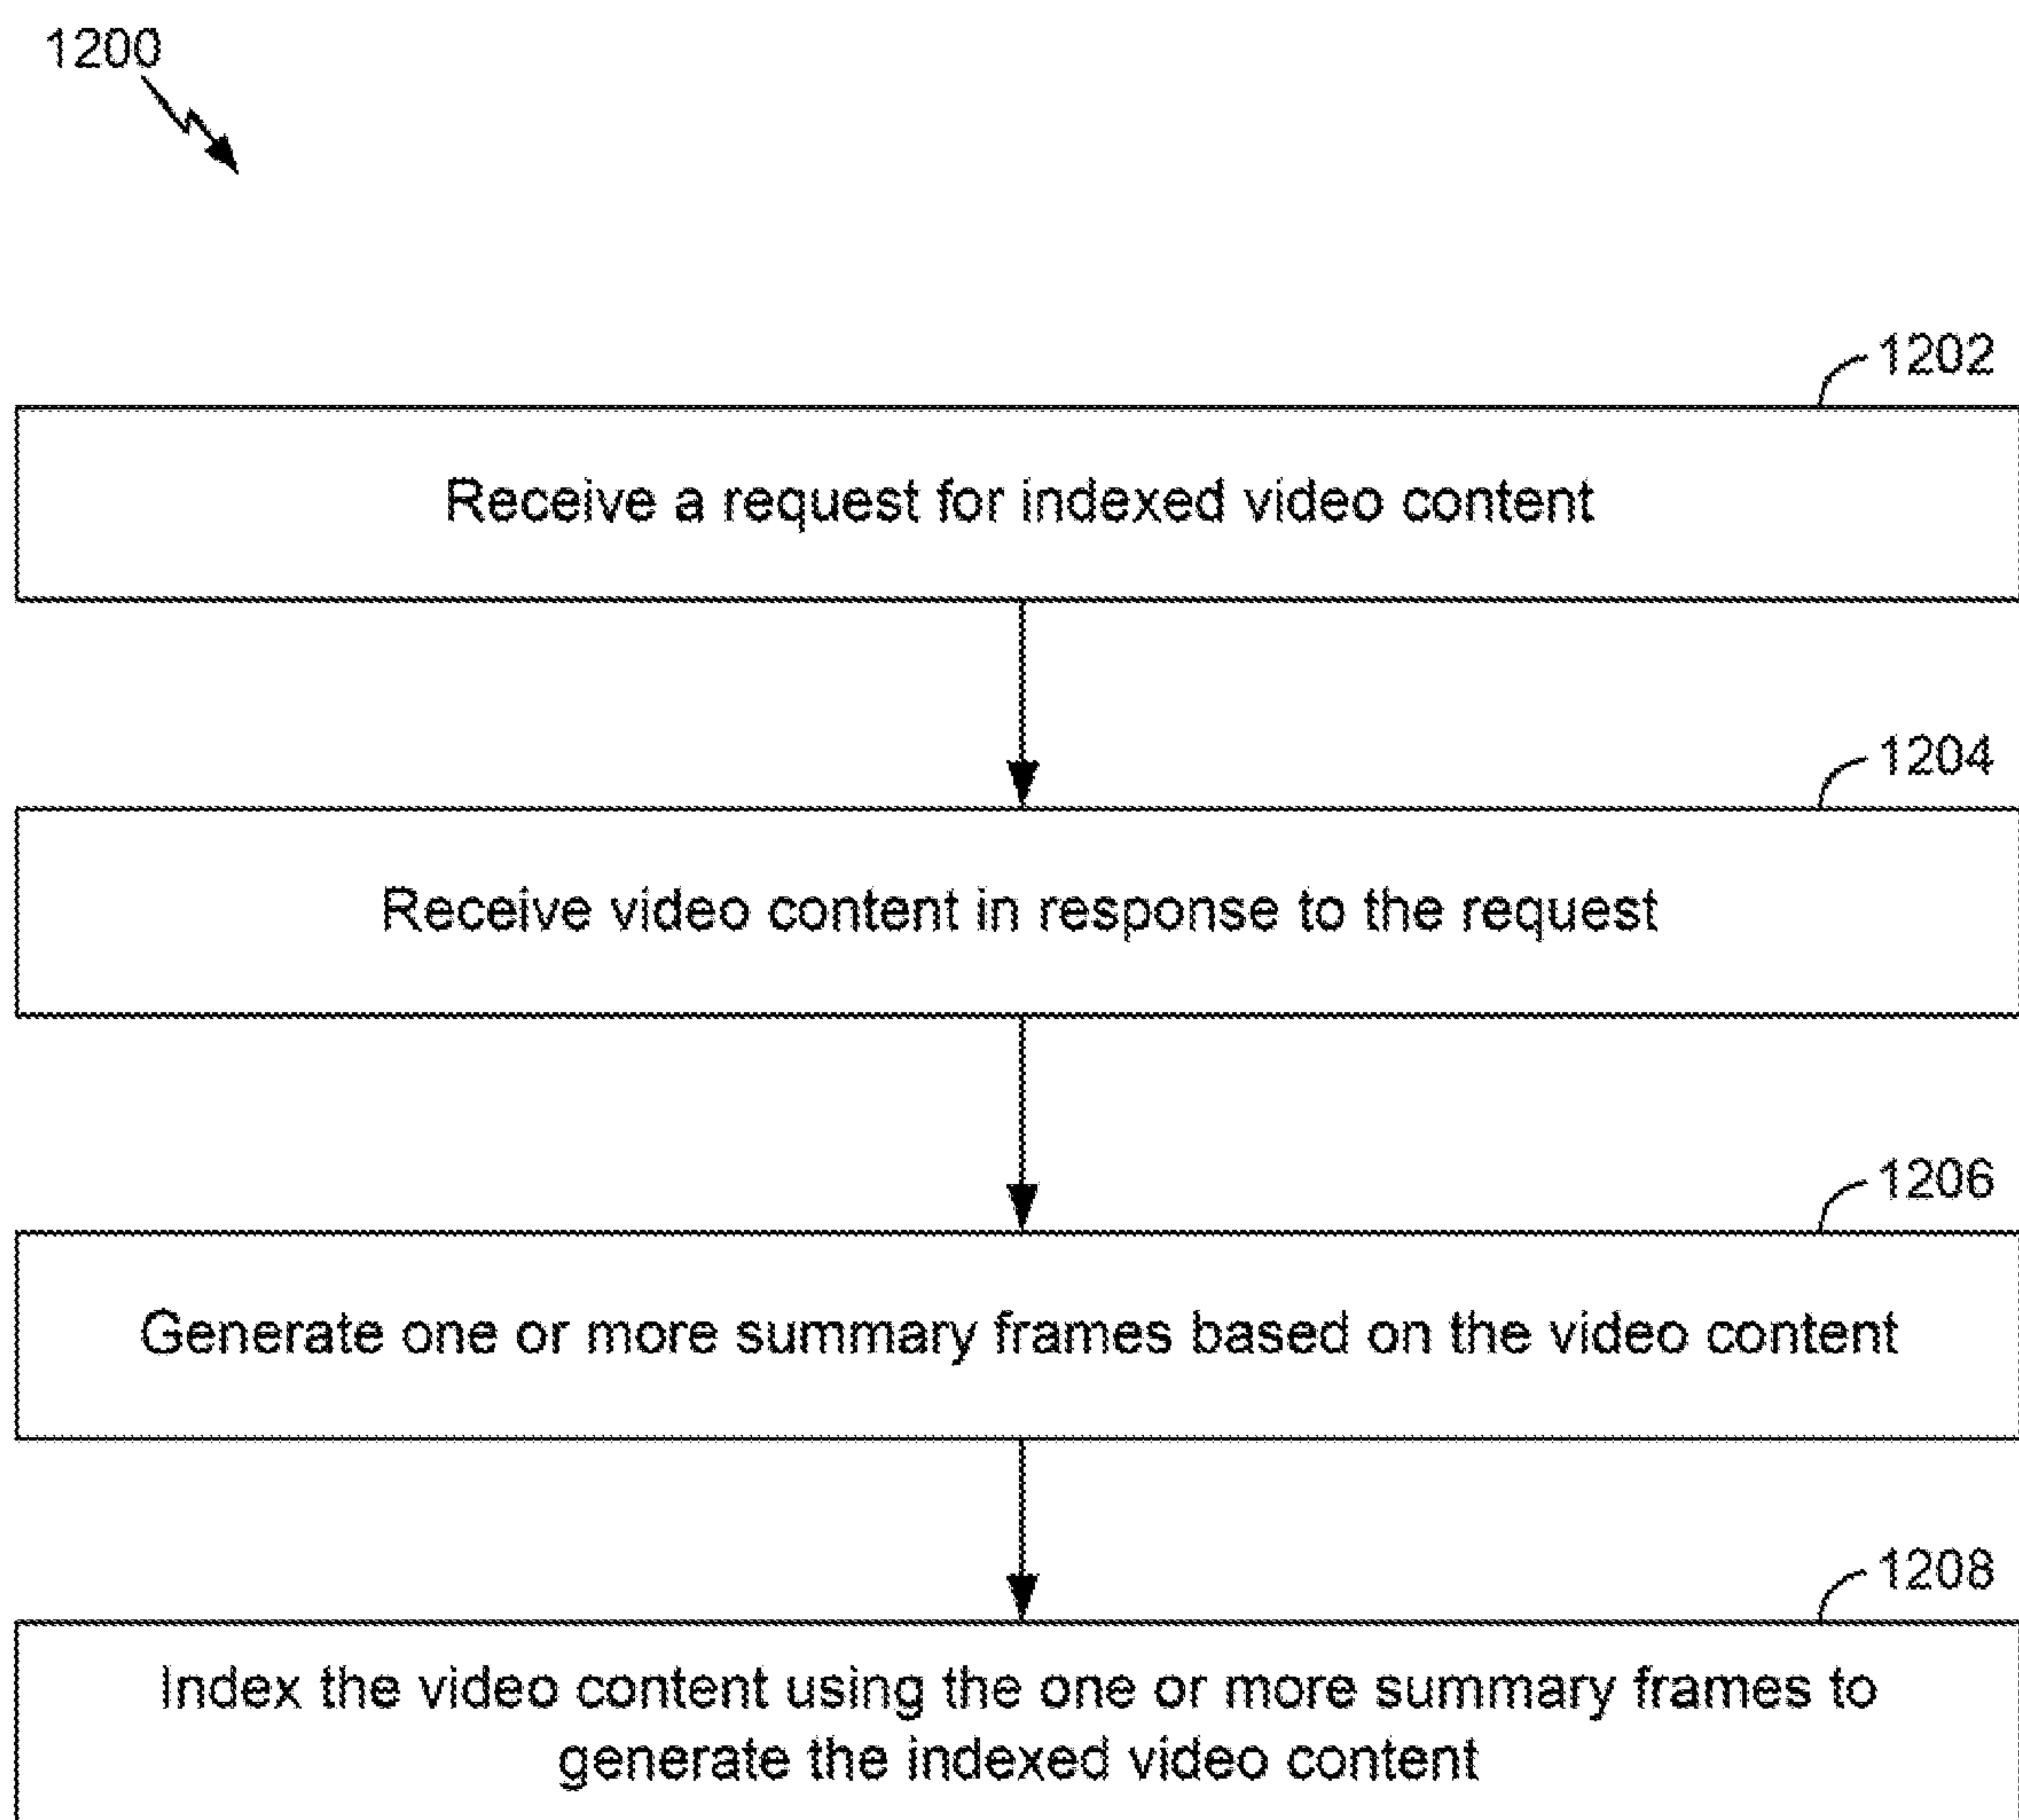 1200
1202
Receive a request for indexed video content
1204
Receive video content in response to the request
1206
Generate one or more summary frames based on the video content
1208
Index the video content using the one or more summary frames to
generate the indexed video content